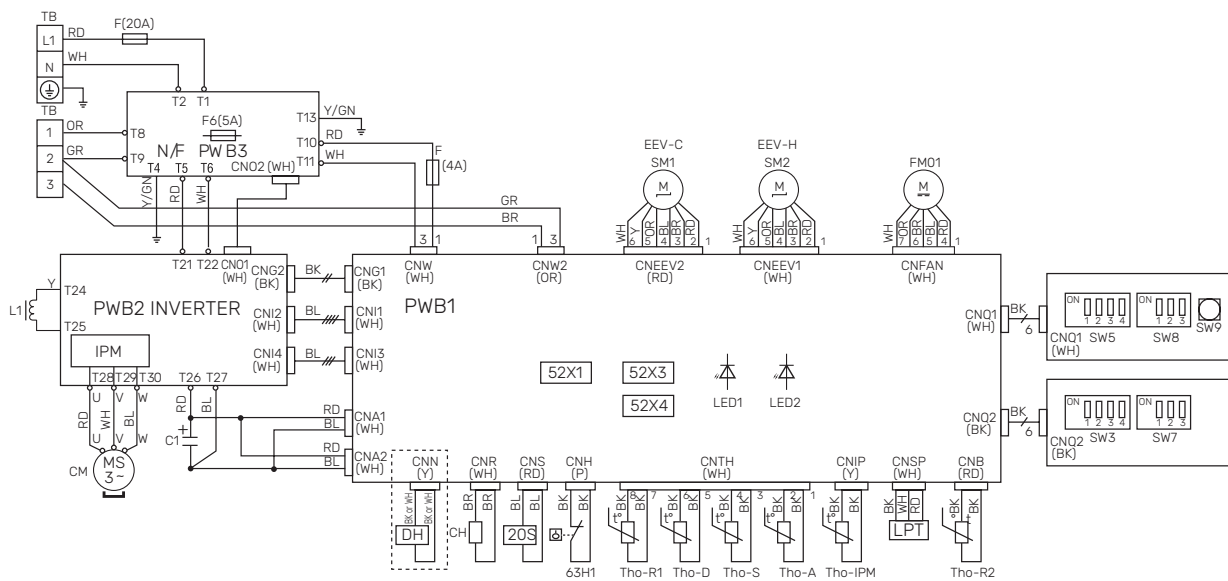 TB
L1 RD F(20A)
N WH
T2 T1
TB
1 OR T8
2 GR T9
3
F6(5A)
N/F PWB3
T4 T5 T6 CNO2 (WH)
T13 Y/GN
T10 RD
T11 WH
F (4A)
Y/GN RD WH
GR
BR
EEV-C
SM1
M
WH Y OR BL BR RD
6 5 4 3 2 1
EEV-H
SM2
M
WH Y OR BL BR RD
6 5 4 3 2 1
FM01
M
WH OR BR BL RD
7 6 5 4 1
T21 T22 CNO1 (WH)
3 1
CNW (WH)
1 3
CNW2 (OR)
CNEEV2 (RD)
CNEEV1 (WH)
CNFAN (WH)
L1 Y T24
T25
PWB2 INVERTER
IPM
CNG2 (BK) BK CNG1 (BK)
CNI2 (WH) BL CNI1 (WH)
CNI4 (WH) BL CNI3 (WH)
PWB1
T28 T29 T30 T26 T27
U V W
RD WH BL
U V W
CM MS 3~
RD BL
+
C1
RD
BL
CNA1 (WH)
RD
BL
CNA2 (WH)
52X1 52X3
52X4
LED1 LED2
CNQ1 (WH)
BK
6
CNQ1 (WH)
ON
1 2 3 4
SW5
ON
1 2 3
SW8
SW9
CNQ2 (BK)
BK
6
CNQ2 (BK)
ON
1 2 3 4
SW3
ON
1 2 3
SW7
CNN (Y)
BK or WH
BK or WH
DH
CNR (WH)
BR BR
CH
CNS (RD)
BL BL
20S
CNH (P)
BK BK
63H1
CNTH (WH)
8 7 6 5 4 3 2 1
t° BK BK
Tho-R1
t° BK BK
Tho-D
t° BK BK
Tho-S
t° BK BK
Tho-A
CNIP (Y)
t° BK BK
Tho-IPM
CNSP (WH)
BK WH RD
LPT
CNB (RD)
t° BK BK
Tho-R2